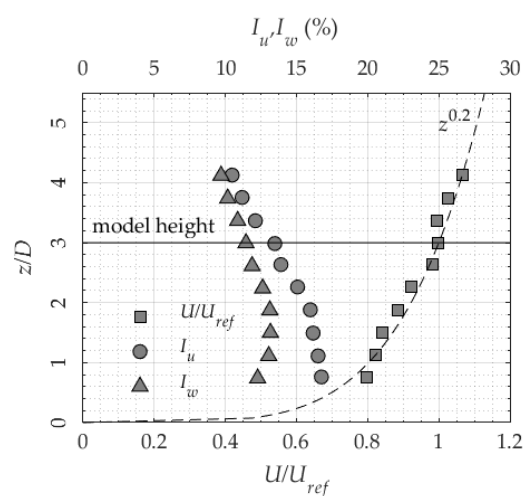 I_u,I_w (%)
0 5 10 15 20 25 28 30
z^0.2
5
4
model height
3
z/D
2
U/U_ref
I_u
1
I_w
0
0 0.2 0.4 0.6 0.8 1 1.2
U/U_ref